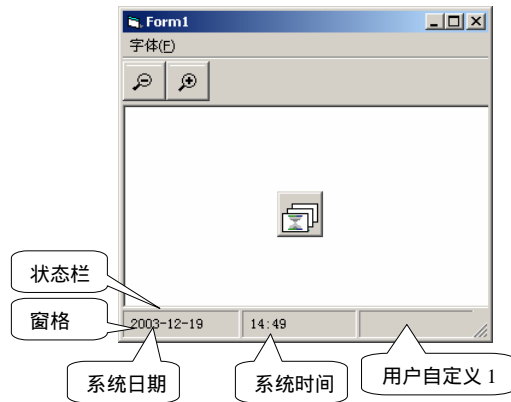 Form1
字体(F)
状态栏
窗格
2003-12-19
14:49
系统日期
系统时间
用户自定义 1